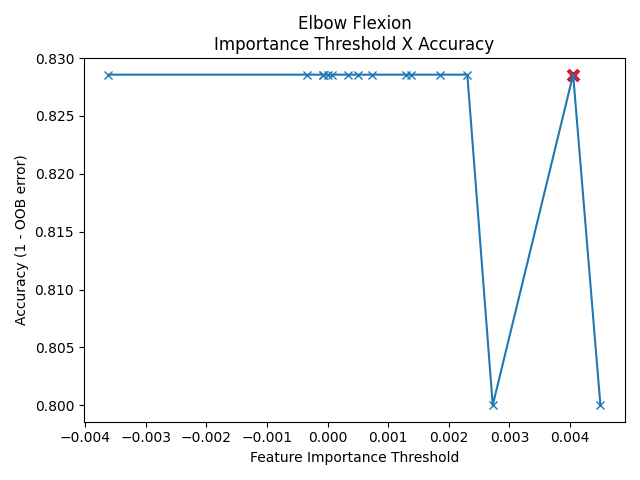 Elbow Flexion
Importance Threshold X Accuracy
Accuracy (1 - OOB error)
0.830
0.825
0.820
0.815
0.810
0.805
0.800
−0.004 −0.003 −0.002 −0.001 0.000 0.001 0.002 0.003 0.004
Feature Importance Threshold